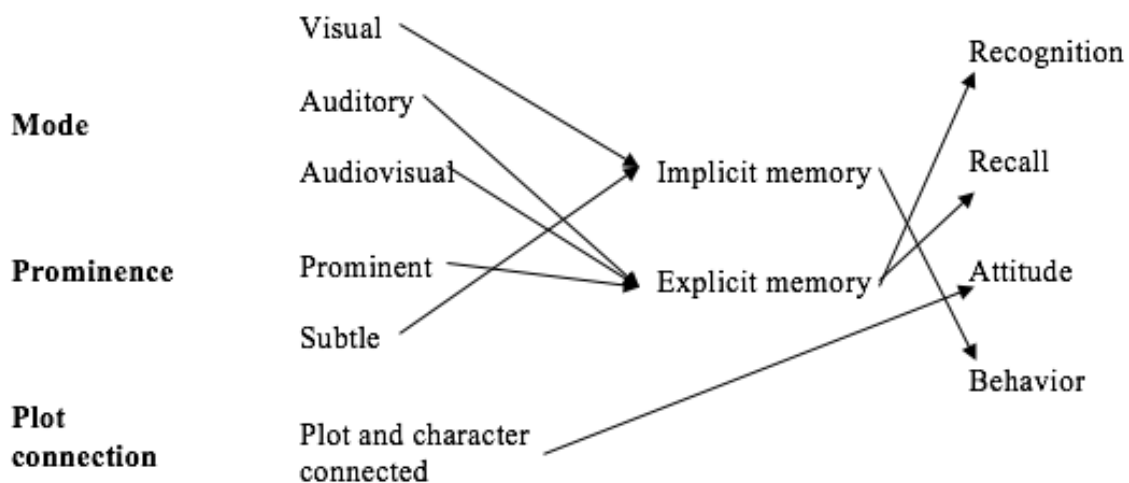 Visual
Recognition
Auditory
Mode
Recall
Audiovisual
Implicit memory
Prominence
Prominent
Explicit memory
Attitude
Subtle
Behavior
Plot
connection
Plot and character
connected